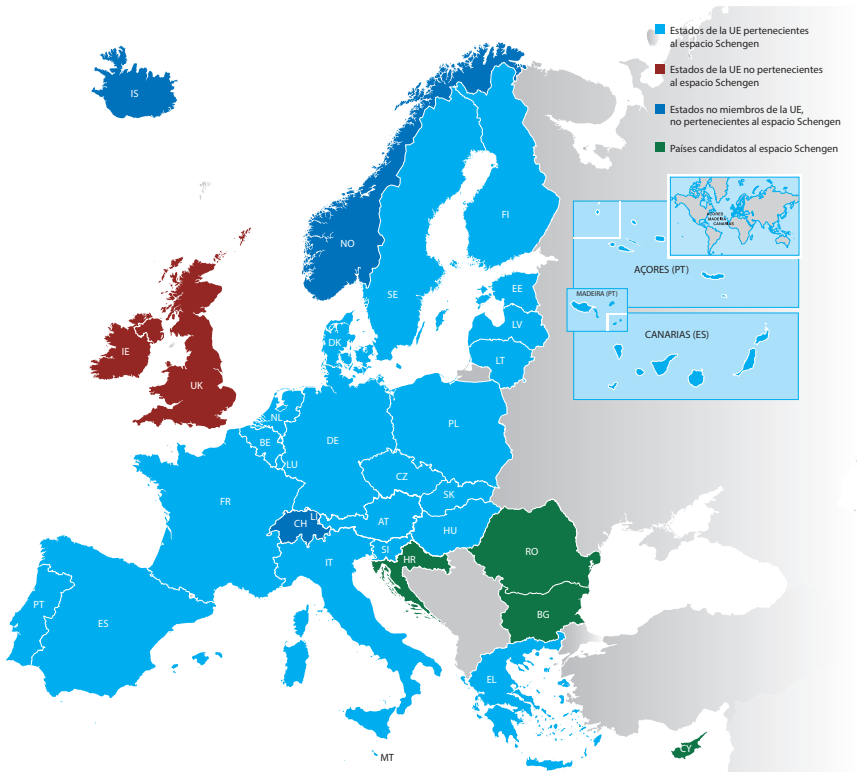 Estados de la UE pertenecientes
al espacio Schengen
Estados de la UE no pertenecientes
al espacio Schengen
Estados no miembros de la UE,
no pertenecientes al espacio Schengen
Países candidatos al espacio Schengen
IS
NO
SE
FI
EE
LV
LT
DK
IE
UK
NL
BE
LU
DE
PL
CZ
SK
FR
CH
LI
AT
HU
SI
HR
RO
IT
BG
PT
ES
EL
MT
CY
AÇORES
MADEIRA
CANARIAS
AÇORES (PT)
MADEIRA (PT)
CANARIAS (ES)